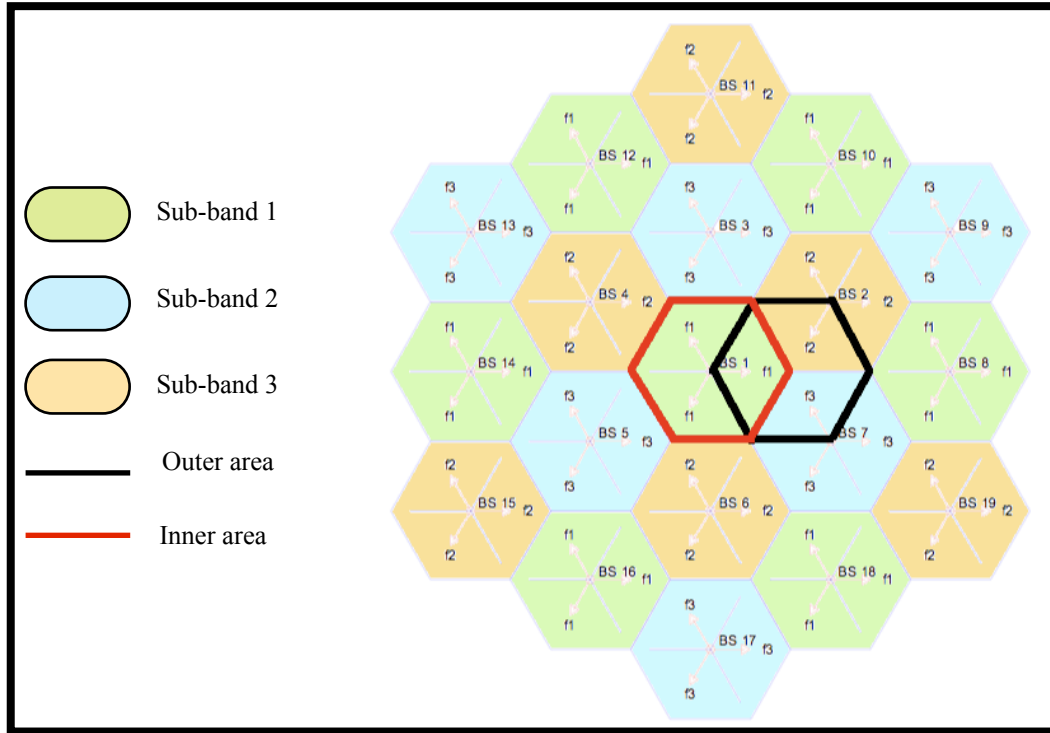 Sub-band 1
Sub-band 2
Sub-band 3
Outer area
Inner area
f2
BS 11 f2
f2
f1
BS 12 f1
f1
f1
BS 10 f1
f1
f3
BS 13 f3
f3
f3
BS 3 f3
f3
f3
BS 9 f3
f3
f2
BS 4 f2
f2
f2
BS 2 f2
f2
f1
BS 14 f1
f1
f1
BS 1 f1
f1
f1
BS 8 f1
f1
f3
BS 5 f3
f3
f3
BS 7 f3
f3
f2
BS 15 f2
f2
f2
BS 6 f2
f2
f2
BS 19 f2
f2
f1
BS 16 f1
f1
f1
BS 18 f1
f1
f3
BS 17 f3
f3